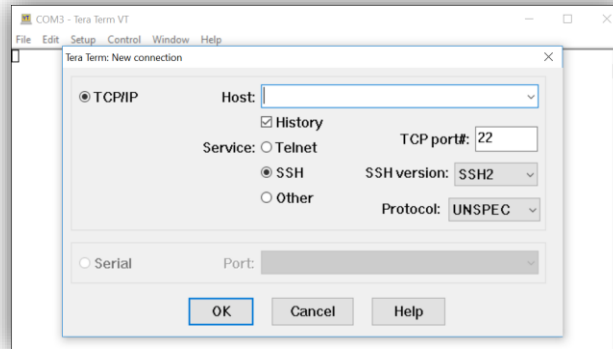 COM3 - Tera Term VT
File Edit Setup Control Window Help
Tera Term: New connection
TCP/IP Host:
History
Service: Telnet TCP port#: 22
SSH SSH version: SSH2
Other Protocol: UNSPEC
Serial Port:
OK Cancel Help